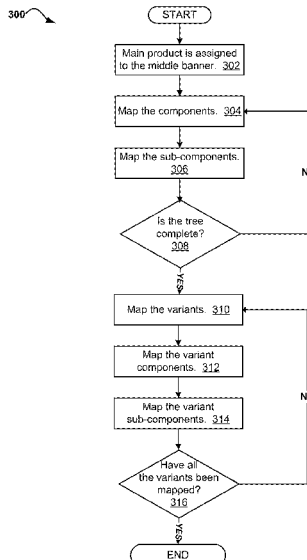 300
START
Main product is assigned
to the middle banner. 302
Map the components. 304
Map the sub-components.
306
N
Is the tree
complete?
308
YES
Map the variants. 310
Map the variant
components. 312
N
Map the variant
sub-components. 314
Have all
the variants been
mapped?
316
YES
END